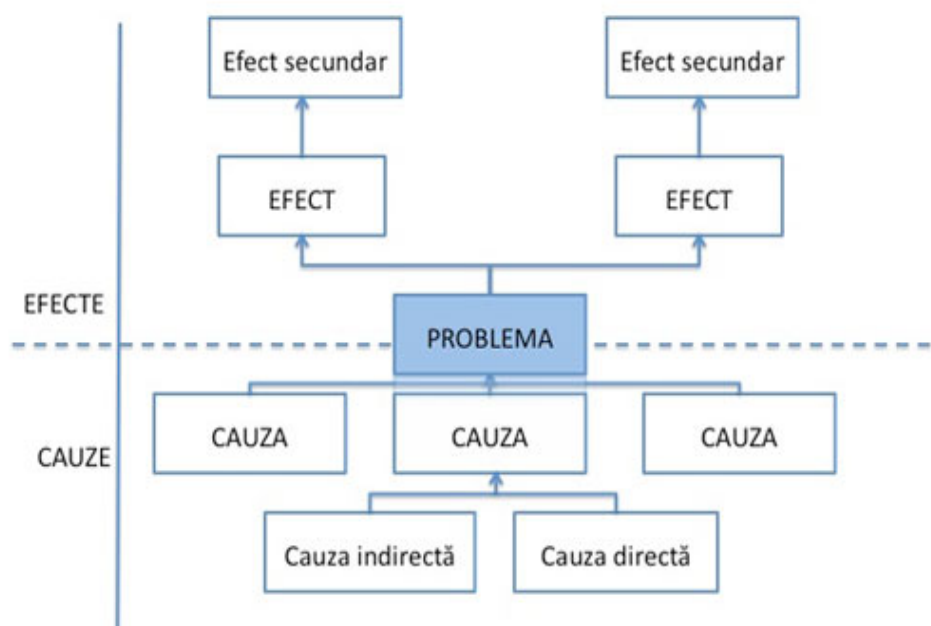 Efect secundar
Efect secundar
EFECT
EFECT
EFECTE
PROBLEMA
CAUZA
CAUZA
CAUZA
CAUZE
Cauza indirectă
Cauza directă